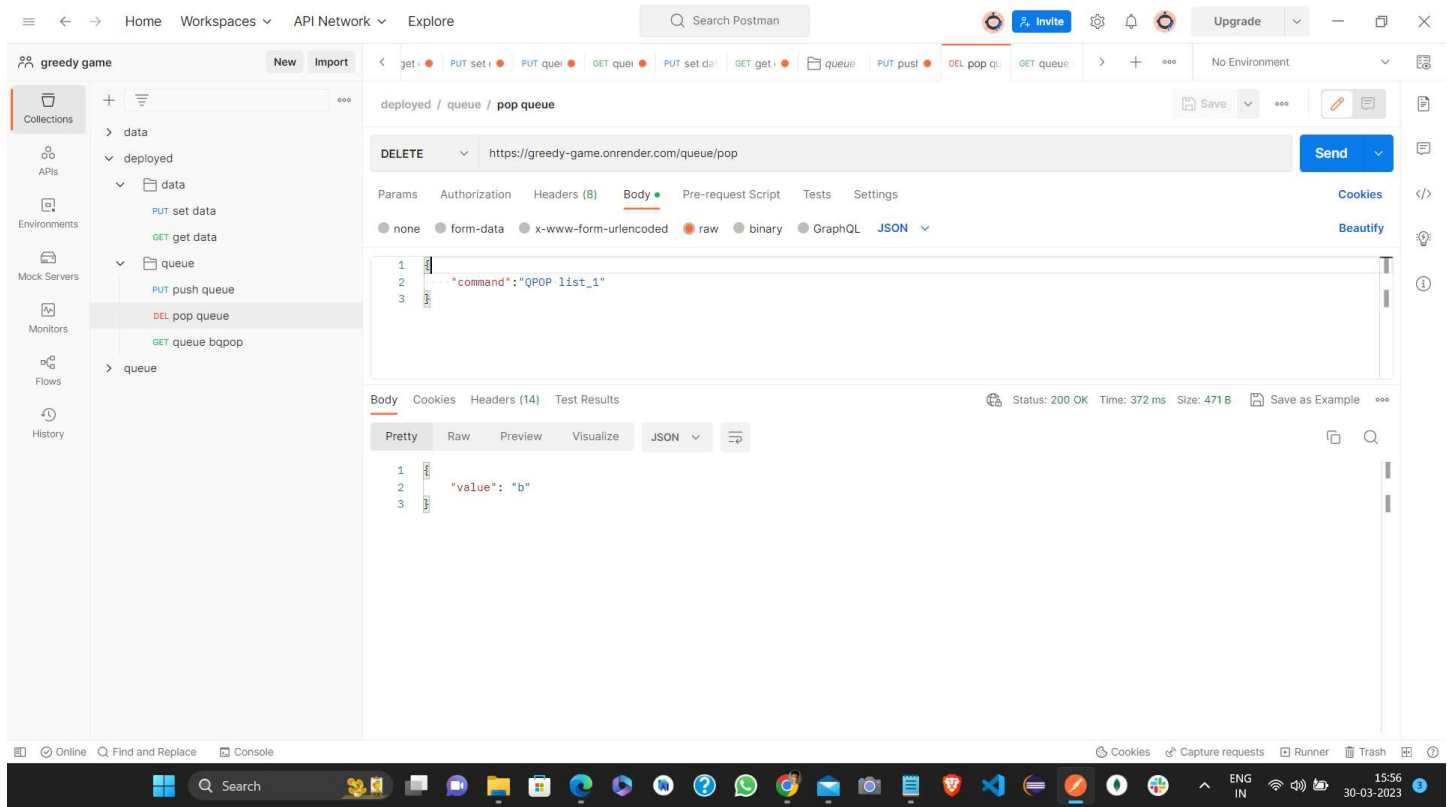 Home Workspaces API Network Explore Search Postman Invite Upgrade
greedy game New Import get PUT set PUT que GET que PUT set da GET get queue PUT pus DEL pop qu GET queue No Environment
Collections
APIs
Environments
Mock Servers
Monitors
Flows
History
data
deployed
data
PUT set data
GET get data
queue
PUT push queue
DEL pop queue
GET queue bqpop
queue
deployed / queue / pop queue Save
DELETE https://greedy-game.onrender.com/queue/pop Send
Params Authorization Headers (8) Body Pre-request Script Tests Settings Cookies
none form-data x-www-form-urlencoded raw binary GraphQL JSON Beautify
1 {
2 "command":"QPOP list_1"
3 }
Body Cookies Headers (14) Test Results Status: 200 OK Time: 372 ms Size: 471 B Save as Example
Pretty Raw Preview Visualize JSON
1 {
2 "value": "b"
3 }
Online Find and Replace Console Cookies Capture requests Runner Trash
Search ENG IN 15:56 30-03-2023 3